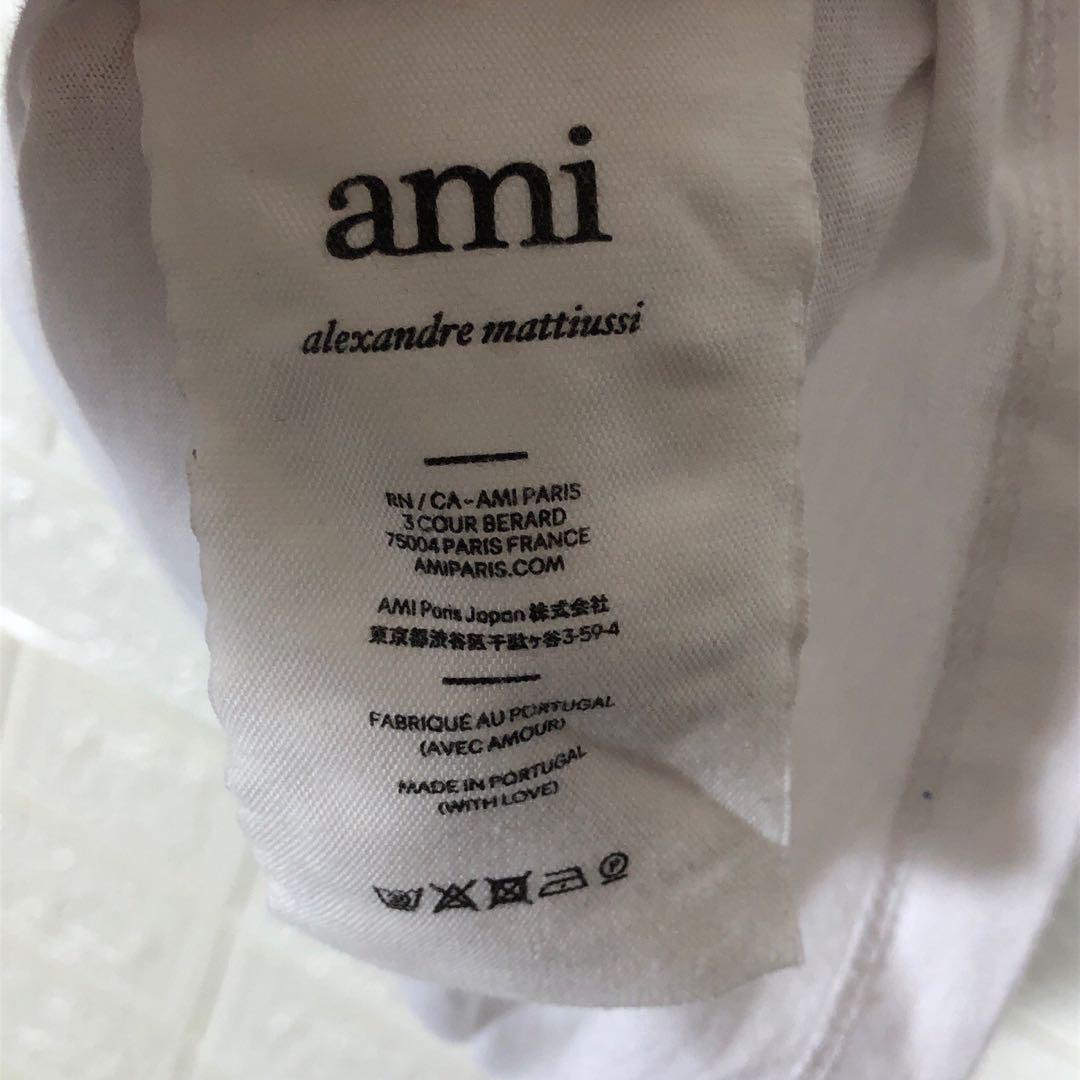 ami
alexandre mattiussi
RN / CA - AMI PARIS
3 COUR BERARD
75004 PARIS FRANCE
AMIPARIS.COM
AMI Paris Japan 株式会社
東京都渋谷区千駄ヶ谷3-59-4
FABRIQUE AU PORTUGAL
(AVEC AMOUR)
MADE IN PORTUGAL
(WITH LOVE)
P